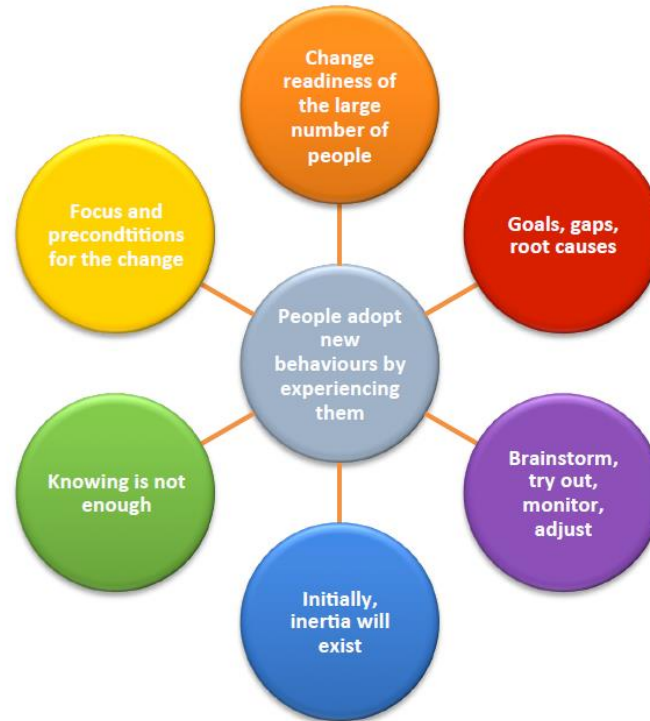 Change
readiness of
the large
number of
people
Goals, gaps,
root causes
Brainstorm,
try out,
monitor,
adjust
Initially,
inertia will
exist
Knowing is not
enough
Focus and
precondtitions
for the change
People adopt
new
behaviours by
experiencing
them